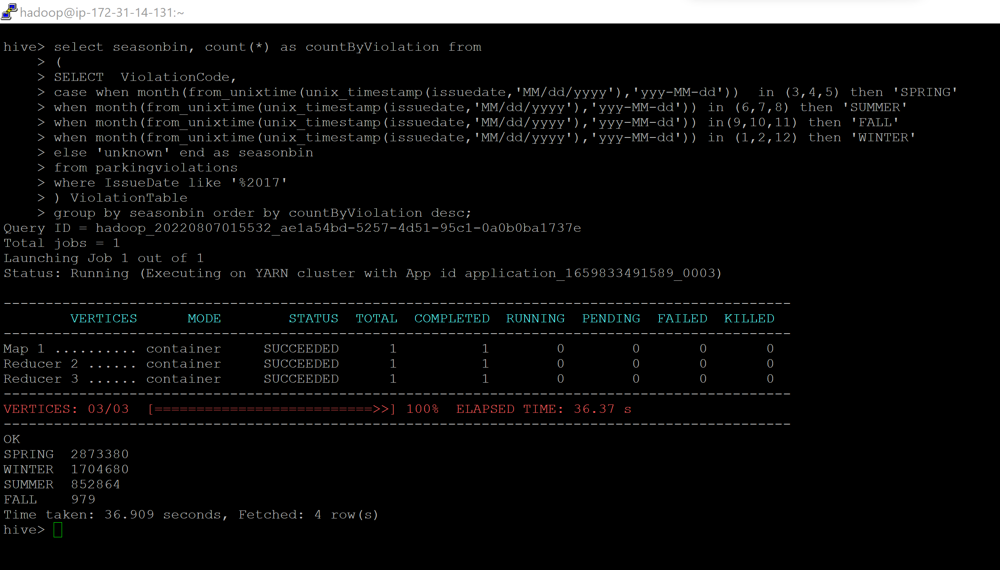 hadoop@ip-172-31-14-131:~
hive> select seasonbin, count(*) as countByViolation from
    > (
    > SELECT  ViolationCode,
    > case when month(from_unixtime(unix_timestamp(issuedate,'MM/dd/yyyy'),'yyy-MM-dd'))  in (3,4,5) then 'SPRING'
    > when month(from_unixtime(unix_timestamp(issuedate,'MM/dd/yyyy'),'yyy-MM-dd')) in (6,7,8) then 'SUMMER'
    > when month(from_unixtime(unix_timestamp(issuedate,'MM/dd/yyyy'),'yyy-MM-dd')) in(9,10,11) then 'FALL'
    > when month(from_unixtime(unix_timestamp(issuedate,'MM/dd/yyyy'),'yyy-MM-dd')) in (1,2,12) then 'WINTER'
    > else 'unknown' end as seasonbin
    > from parkingviolations
    > where IssueDate like '%2017'
    > ) ViolationTable
    > group by seasonbin order by countByViolation desc;
Query ID = hadoop_20220807015532_ae1a54bd-5257-4d51-95c1-0a0b0ba1737e
Total jobs = 1
Launching Job 1 out of 1
Status: Running (Executing on YARN cluster with App id application_1659833491589_0003)
----------------------------------------------------------------------------------------------
        VERTICES      MODE        STATUS  TOTAL  COMPLETED  RUNNING  PENDING  FAILED  KILLED
----------------------------------------------------------------------------------------------
Map 1 .......... container     SUCCEEDED      1          1        0        0       0       0
Reducer 2 ...... container     SUCCEEDED      1          1        0        0       0       0
Reducer 3 ...... container     SUCCEEDED      1          1        0        0       0       0
----------------------------------------------------------------------------------------------
VERTICES: 03/03  [==========================>>] 100%  ELAPSED TIME: 36.37 s
----------------------------------------------------------------------------------------------
OK
SPRING  2873380
WINTER  1704680
SUMMER  852864
FALL    979
Time taken: 36.909 seconds, Fetched: 4 row(s)
hive>